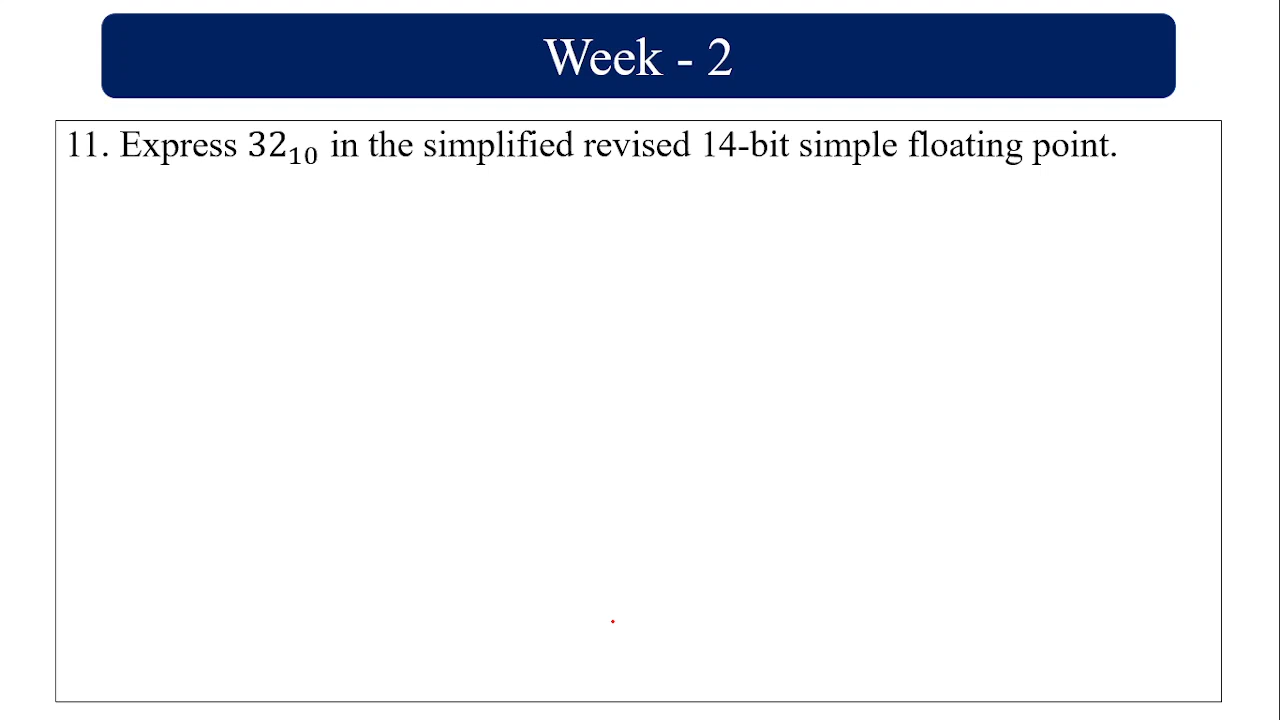 Week - 2
11. Express 32₁₀ in the simplified revised 14-bit simple floating point.